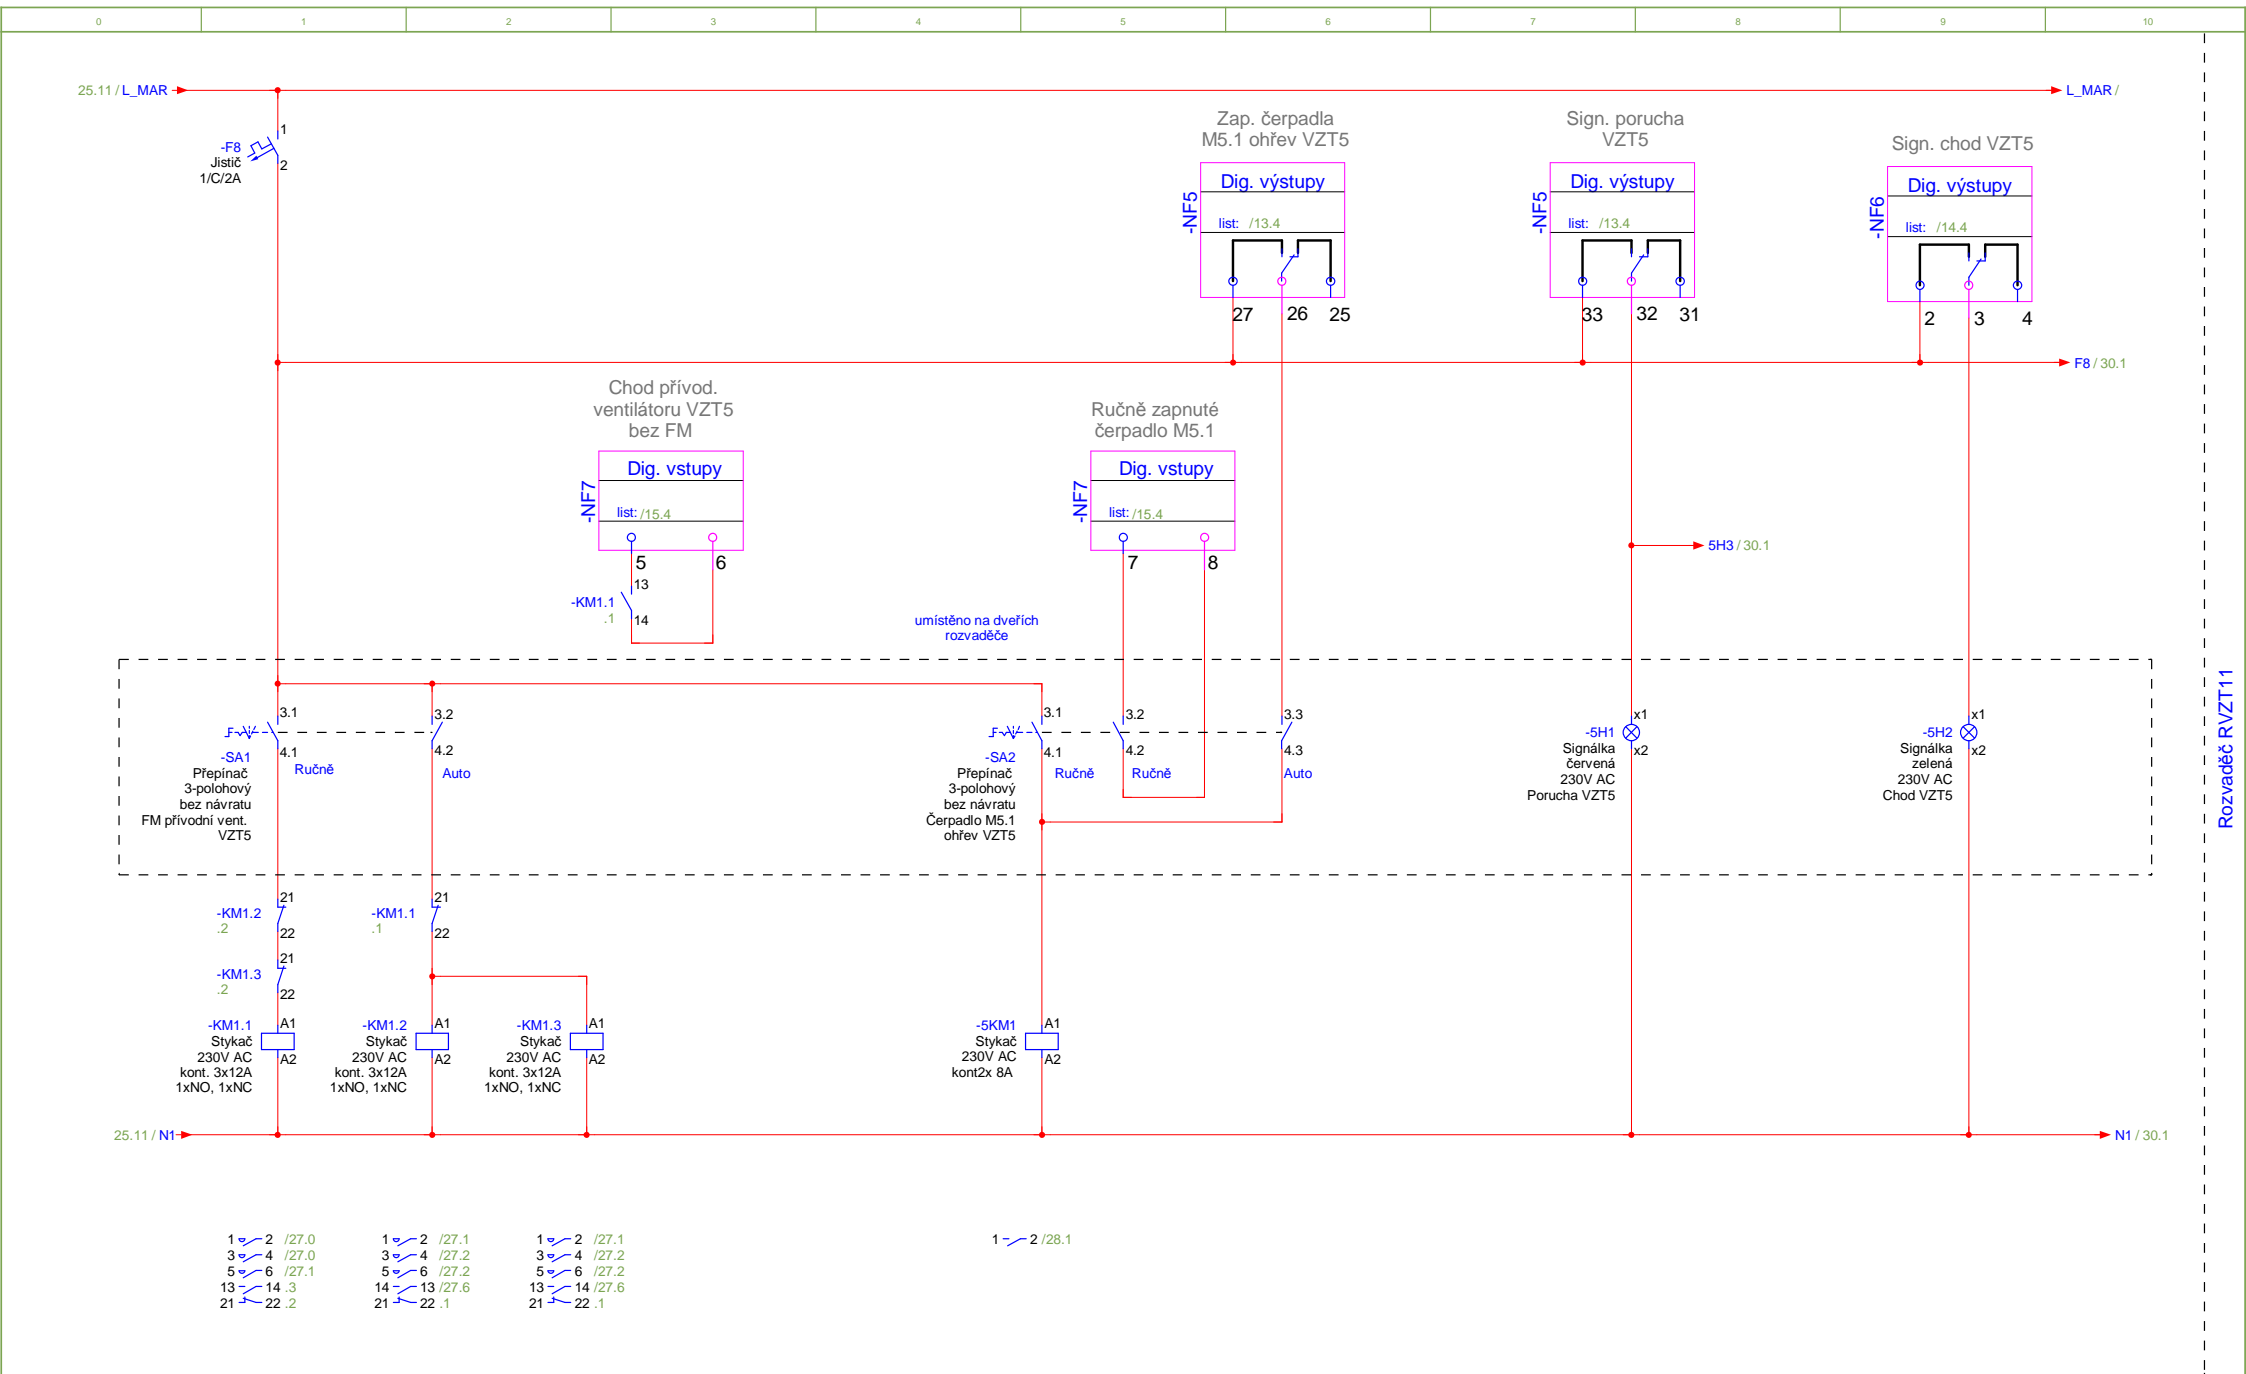 0 1 2 3 4 5 6 7 8 9 10
25.11 / L_MAR
L_MAR /
-F8
Jistič
1/C/2A
1
2
Zap. čerpadla
M5.1 ohřev VZT5
-NF5
Dig. výstupy
list: /13.4
27 26 25
Sign. porucha
VZT5
-NF5
Dig. výstupy
list: /13.4
33 32 31
Sign. chod VZT5
-NF6
Dig. výstupy
list: /14.4
2 3 4
F8 / 30.1
Chod přívod.
ventilátoru VZT5
bez FM
-NF7
Dig. vstupy
list: /15.4
5 6
-KM1.1
.1
13
14
Ručně zapnuté
čerpadlo M5.1
-NF7
Dig. vstupy
list: /15.4
7 8
5H3 / 30.1
umístěno na dveřích
rozvaděče
3.1
4.1
Ručně
-SA1
Přepínač
3-polohový
bez návratu
FM přívodní vent.
VZT5
3.2
4.2
Auto
3.1
4.1
Ručně
-SA2
Přepínač
3-polohový
bez návratu
Čerpadlo M5.1
ohřev VZT5
3.2
4.2
Ručně
3.3
4.3
Auto
x1
x2
-5H1
Signálka
červená
230V AC
Porucha VZT5
x1
x2
-5H2
Signálka
zelená
230V AC
Chod VZT5
Rozvaděč RVZT11
-KM1.2
.2
21
22
-KM1.1
.1
21
22
-KM1.3
.2
21
22
-KM1.1
Stykač
230V AC
kont. 3x12A
1xNO, 1xNC
A1
A2
-KM1.2
Stykač
230V AC
kont. 3x12A
1xNO, 1xNC
A1
A2
-KM1.3
Stykač
230V AC
kont. 3x12A
1xNO, 1xNC
A1
A2
-5KM1
Stykač
230V AC
kont2x 8A
A1
A2
25.11 / N1
N1 / 30.1
1 2 /27.0
3 4 /27.0
5 6 /27.1
13 14 .3
21 22 .2
1 2 /27.1
3 4 /27.2
5 6 /27.2
14 13 /27.6
21 22 .1
1 2 /27.1
3 4 /27.2
5 6 /27.2
13 14 /27.6
21 22 .1
1 2 /28.1